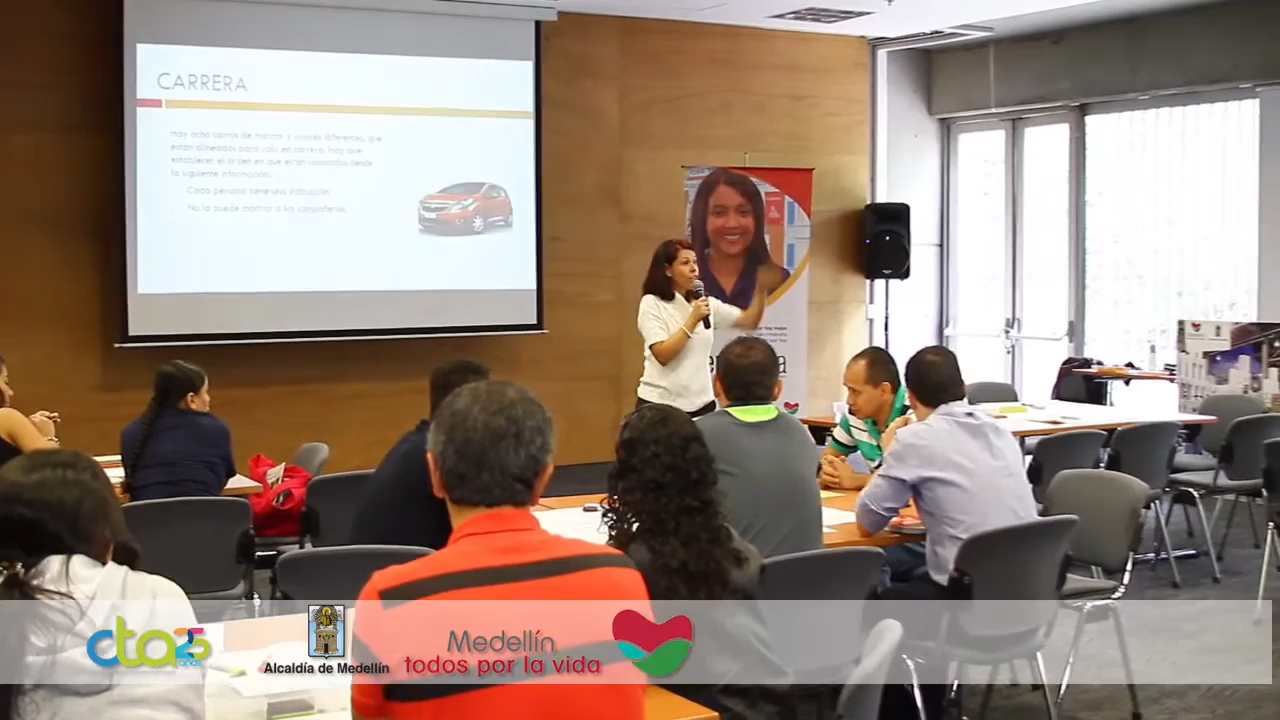 CARRERA
Hay ocho carros de marcas y colores diferentes, que
están alineados para salir en carrera. Hay que
establecer el orden en que están ubicados desde
la siguiente información.
Cada persona tiene una instrucción.
No la puede mostrar a los compañeros.
cta25
años
Alcaldía de Medellín
Medellín
todos por la vida